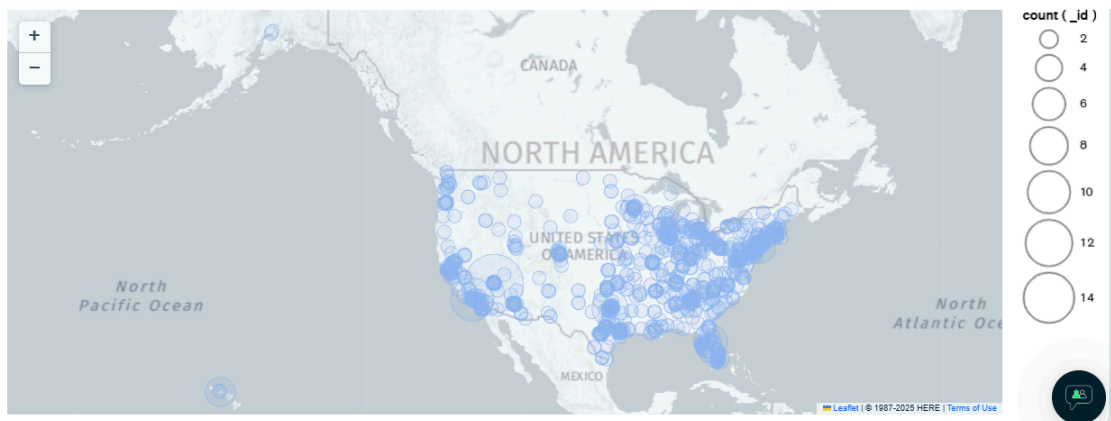 count ( _id )
+
2
−
4
CANADA
6
NORTH AMERICA
8
10
UNITED STATES
OF AMERICA
12
North
Pacific Ocean
14
North
Atlantic Oce
MEXICO
Leaflet | © 1987-2025 HERE | Terms of Use